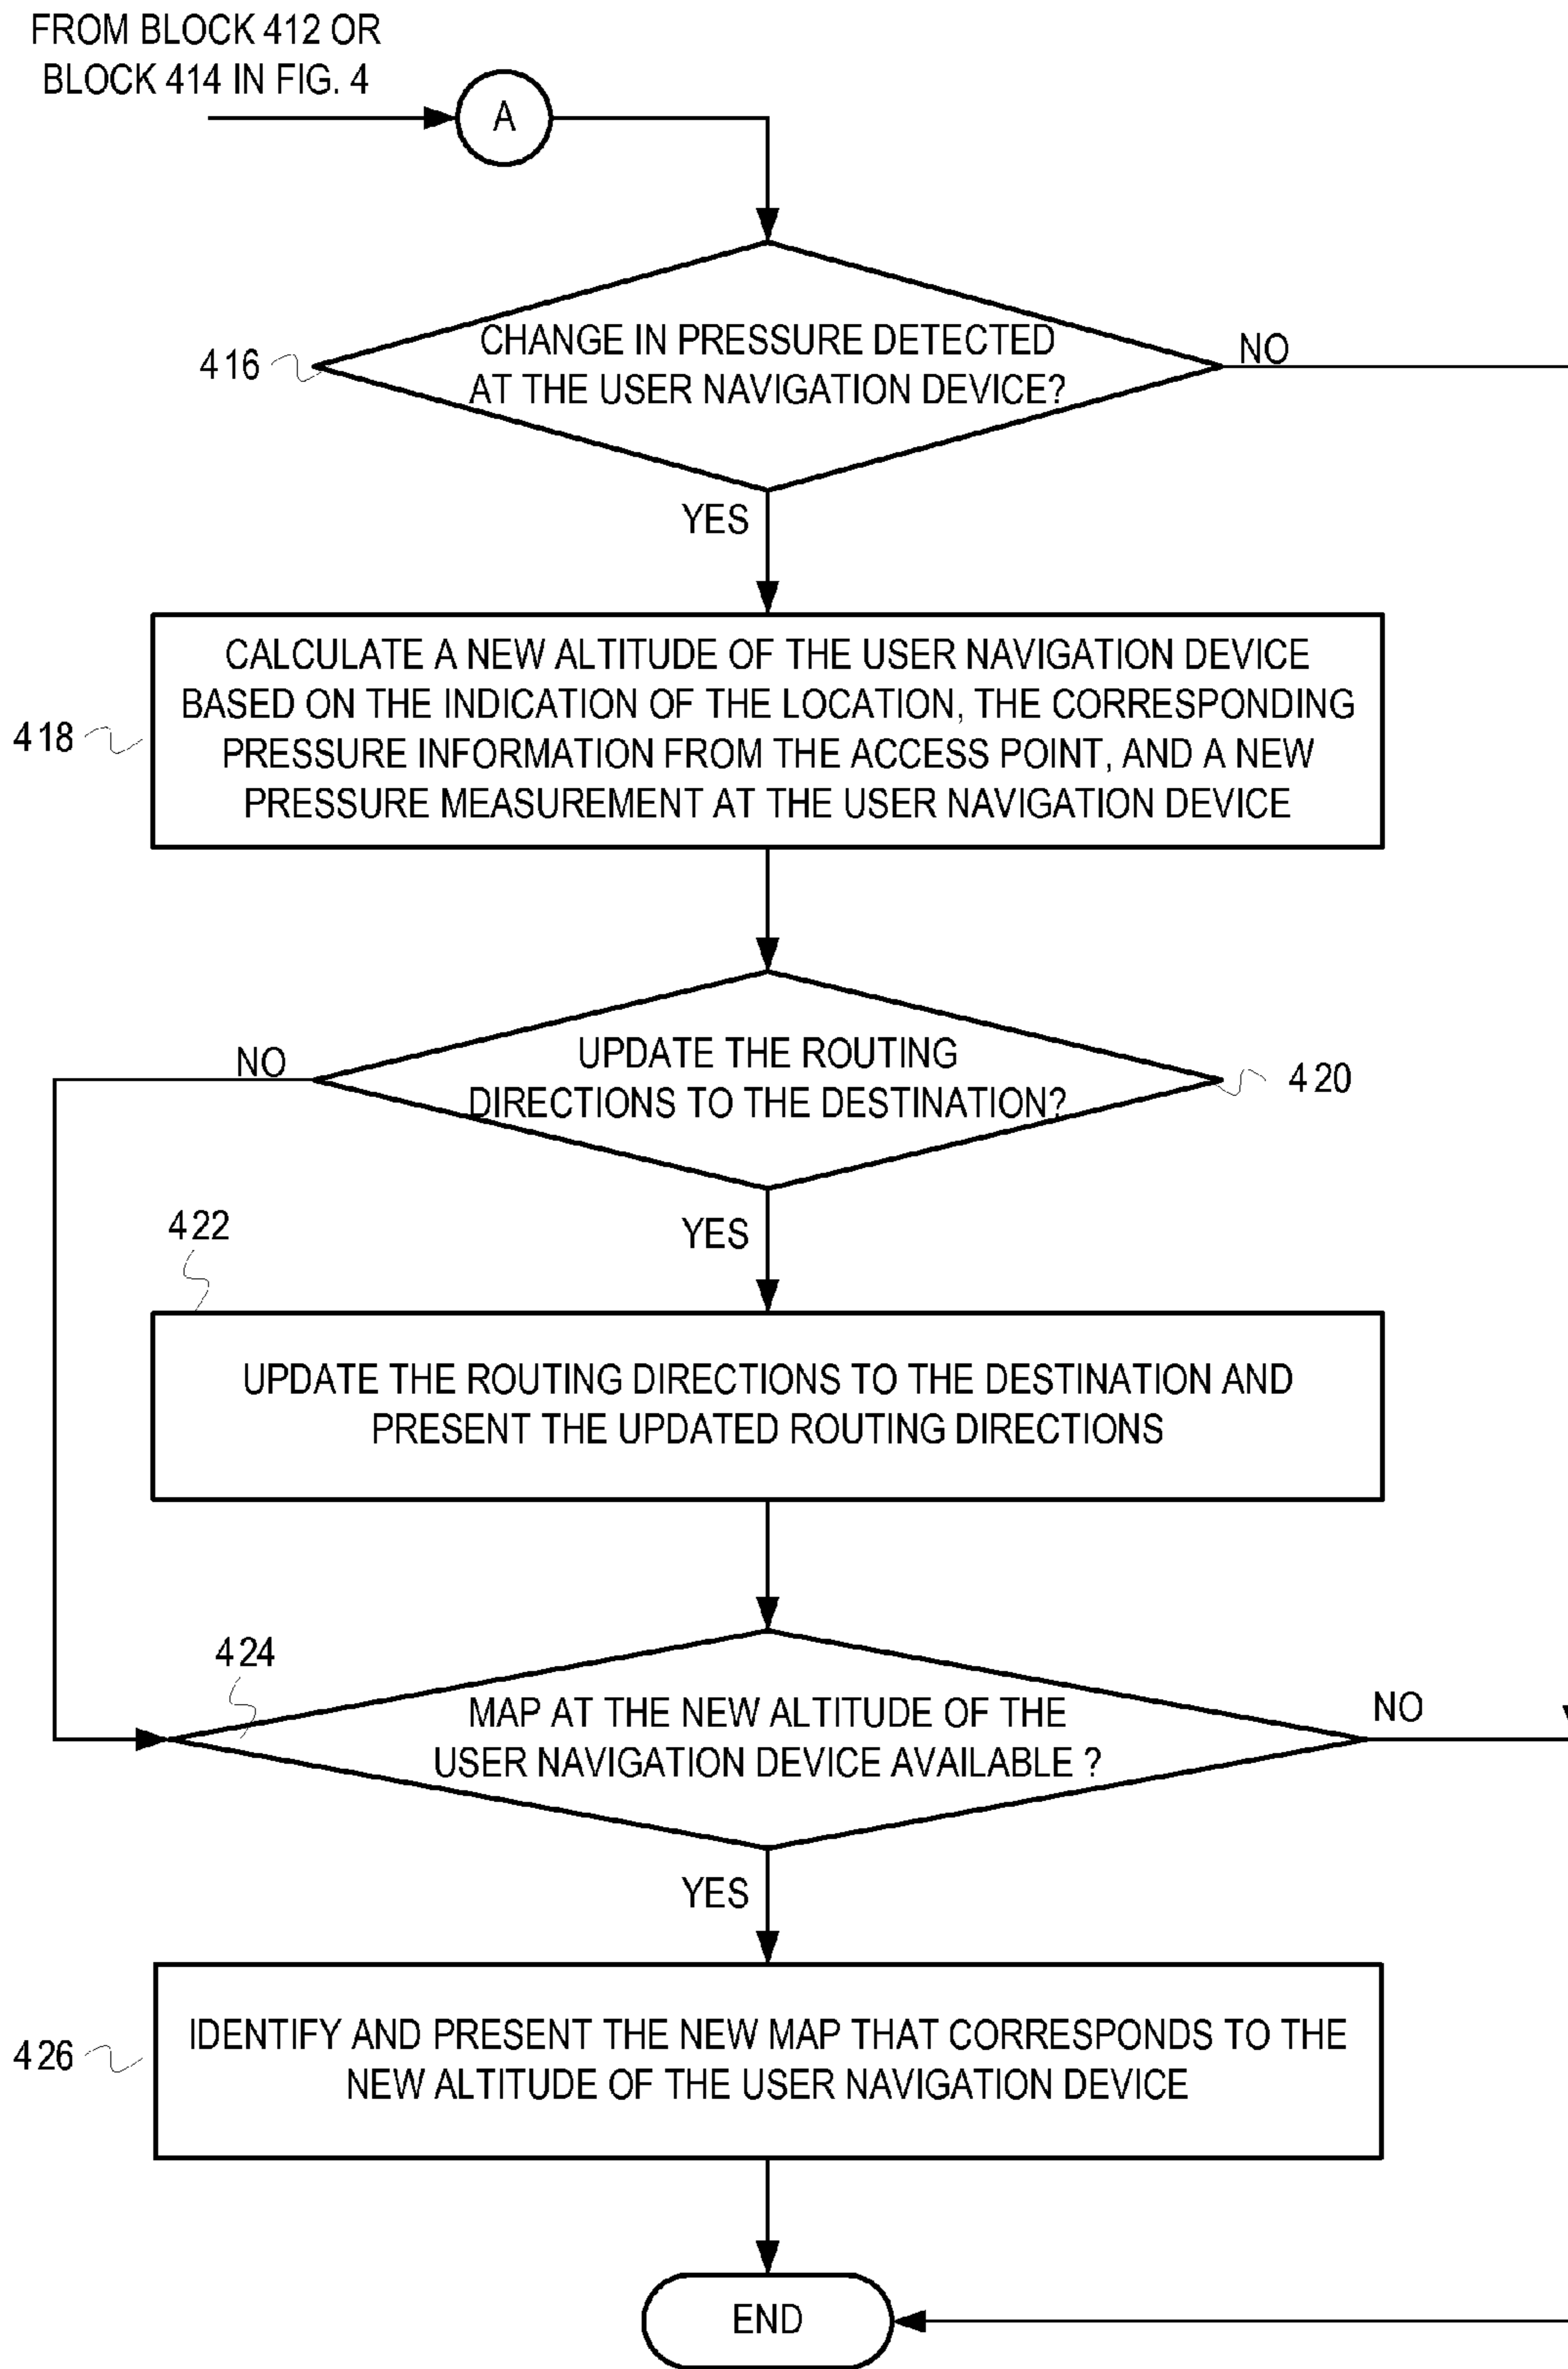 FROM BLOCK 412 OR
BLOCK 414 IN FIG. 4
A
CHANGE IN PRESSURE DETECTED
AT THE USER NAVIGATION DEVICE?
416
NO
YES
CALCULATE A NEW ALTITUDE OF THE USER NAVIGATION DEVICE
BASED ON THE INDICATION OF THE LOCATION, THE CORRESPONDING
PRESSURE INFORMATION FROM THE ACCESS POINT, AND A NEW
PRESSURE MEASUREMENT AT THE USER NAVIGATION DEVICE
418
NO
UPDATE THE ROUTING
DIRECTIONS TO THE DESTINATION?
420
YES
422
UPDATE THE ROUTING DIRECTIONS TO THE DESTINATION AND
PRESENT THE UPDATED ROUTING DIRECTIONS
424
MAP AT THE NEW ALTITUDE OF THE
USER NAVIGATION DEVICE AVAILABLE ?
NO
YES
IDENTIFY AND PRESENT THE NEW MAP THAT CORRESPONDS TO THE
NEW ALTITUDE OF THE USER NAVIGATION DEVICE
426
END